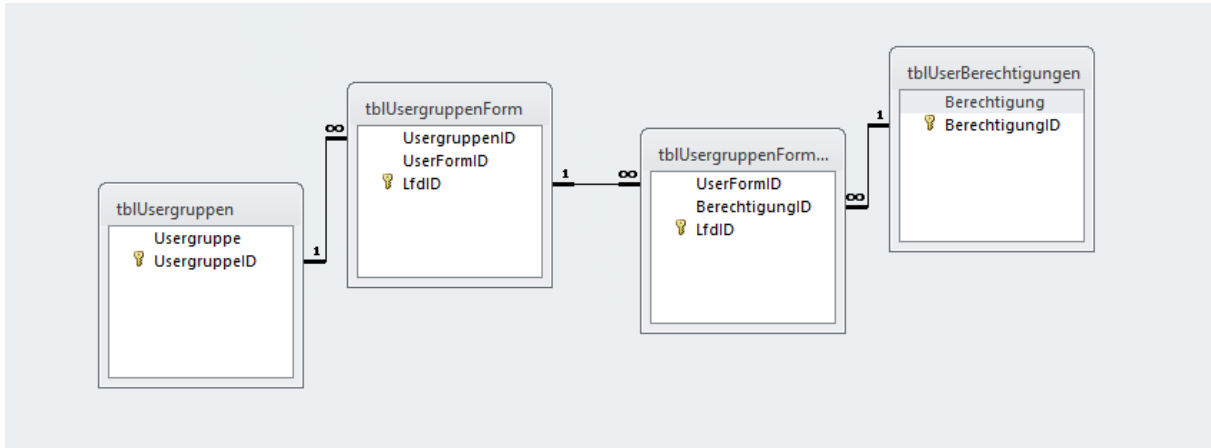 tblUsergruppen
Usergruppe
UsergruppeID
1
∞
tblUsergruppenForm
UsergruppenID
UserFormID
LfdID
1
∞
tblUsergruppenForm...
UserFormID
BerechtigungID
LfdID
∞
1
tblUserBerechtigungen
Berechtigung
BerechtigungID